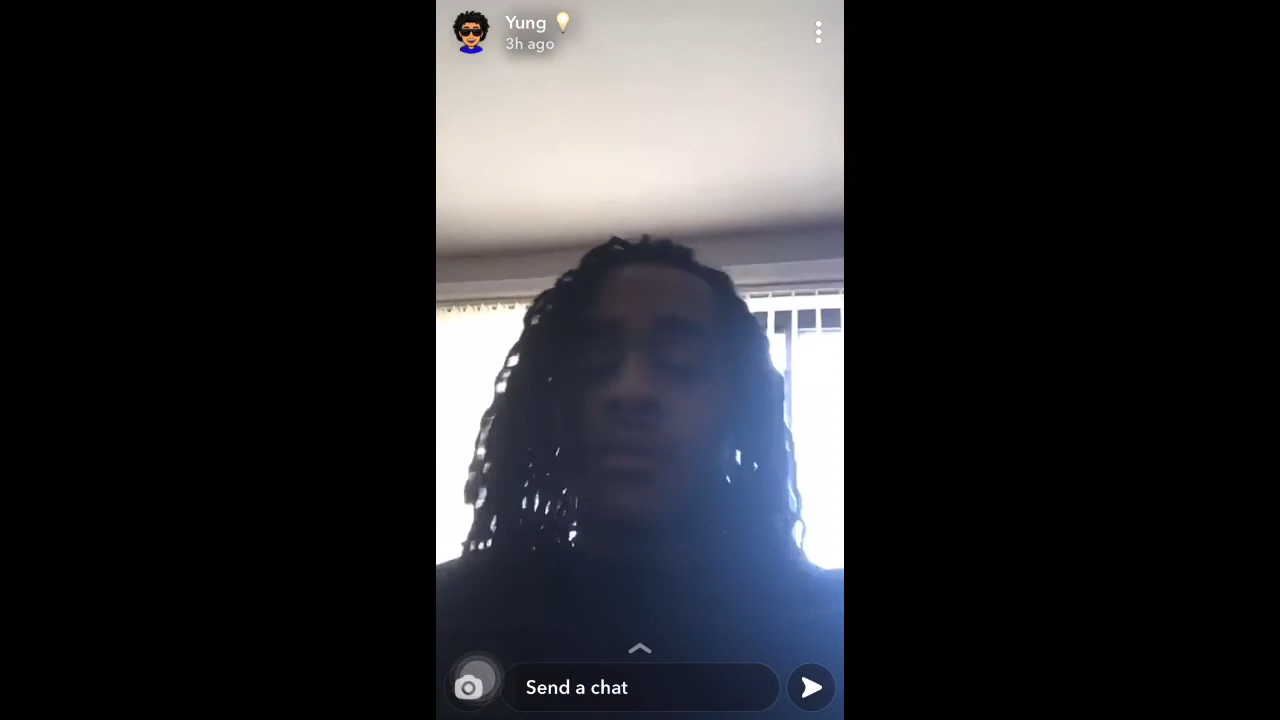 Yung 💡
3h ago
Send a chat